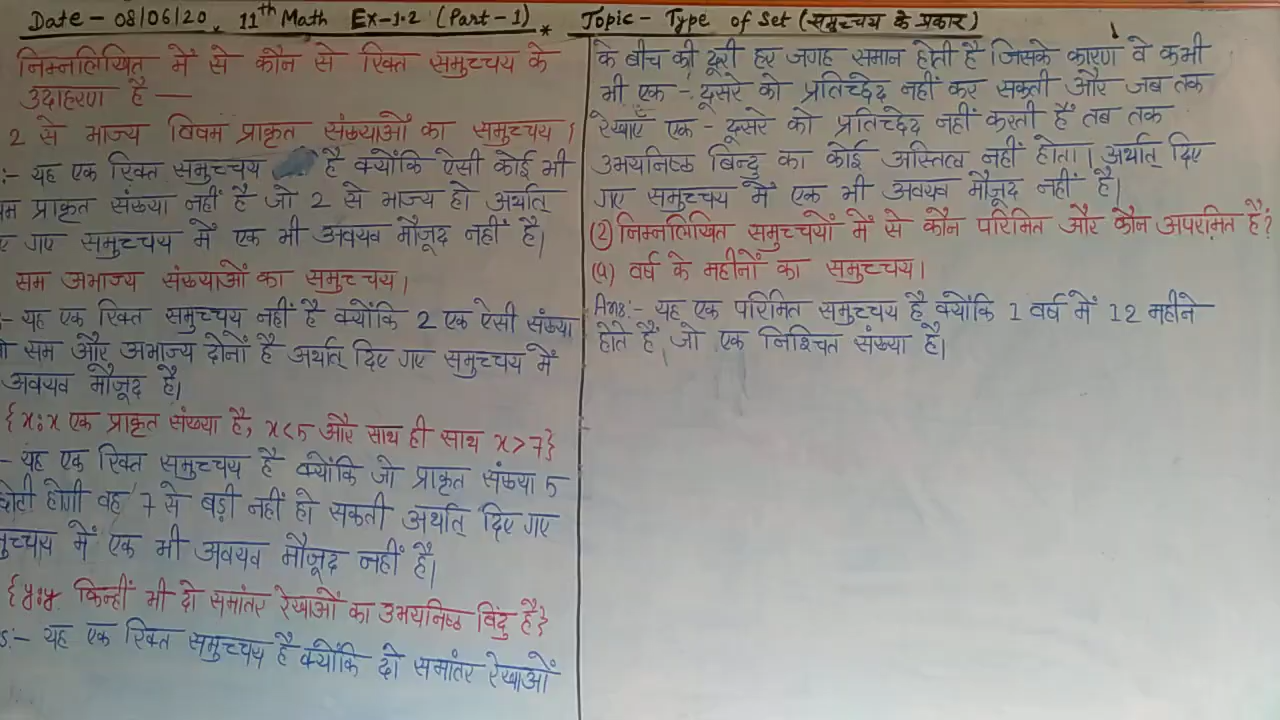 Date - 08/06/20. 11th Math Ex-1.2 (Part-1) * Topic - Type of Set (समुच्चय के प्रकार)
निम्नलिखित में से कौन से रिक्त समुच्चय के
उदाहरण है —
2 से भाज्य विषम प्राकृत संख्याओं का समुच्चय।
:- यह एक रिक्त समुच्चय है क्योंकि ऐसी कोई भी
प्राकृत संख्या नहीं है जो 2 से भाज्य हो अर्थात्
गए समुच्चय में एक भी अवयव मौजूद नहीं है।
सम अभाज्य संख्याओं का समुच्चय।
:- यह एक रिक्त समुच्चय नहीं है क्योंकि 2 एक ऐसी संख्या
सम और अभाज्य दोनों है अर्थात् दिए गए समुच्चय में
अवयव मौजूद है।
{x:x एक प्राकृत संख्या है, x<5 और साथ ही साथ x>7}
- यह एक रिक्त समुच्चय है क्योंकि जो प्राकृत संख्या 5
छोटी होगी वह 7 से बड़ी नहीं हो सकती अर्थात् दिए गए
में एक भी अवयव मौजूद नहीं है।
{y:y किन्हीं भी दो समांतर रेखाओं का उभयनिष्ठ बिंदु है}
:- यह एक रिक्त समुच्चय है क्योंकि दो समांतर रेखाओं
के बीच की दूरी हर जगह समान होती है जिसके कारण वे कभी
भी एक - दूसरे को प्रतिच्छेद नहीं कर सकती और जब तक
रेखाएँ एक - दूसरे को प्रतिच्छेद नहीं करती हैं तब तक
उभयनिष्ठ बिन्दु का कोई अस्तित्व नहीं होता। अर्थात् दिए
गए समुच्चय में एक भी अवयव मौजूद नहीं है।
(2) निम्नलिखित समुच्चयों में से कौन परिमित और कौन अपरमित है?
(१) वर्ष के महीनों का समुच्चय।
Ans:- यह एक परिमित समुच्चय है क्योंकि 1 वर्ष में 12 महीने
होते हैं, जो एक निश्चित संख्या है।